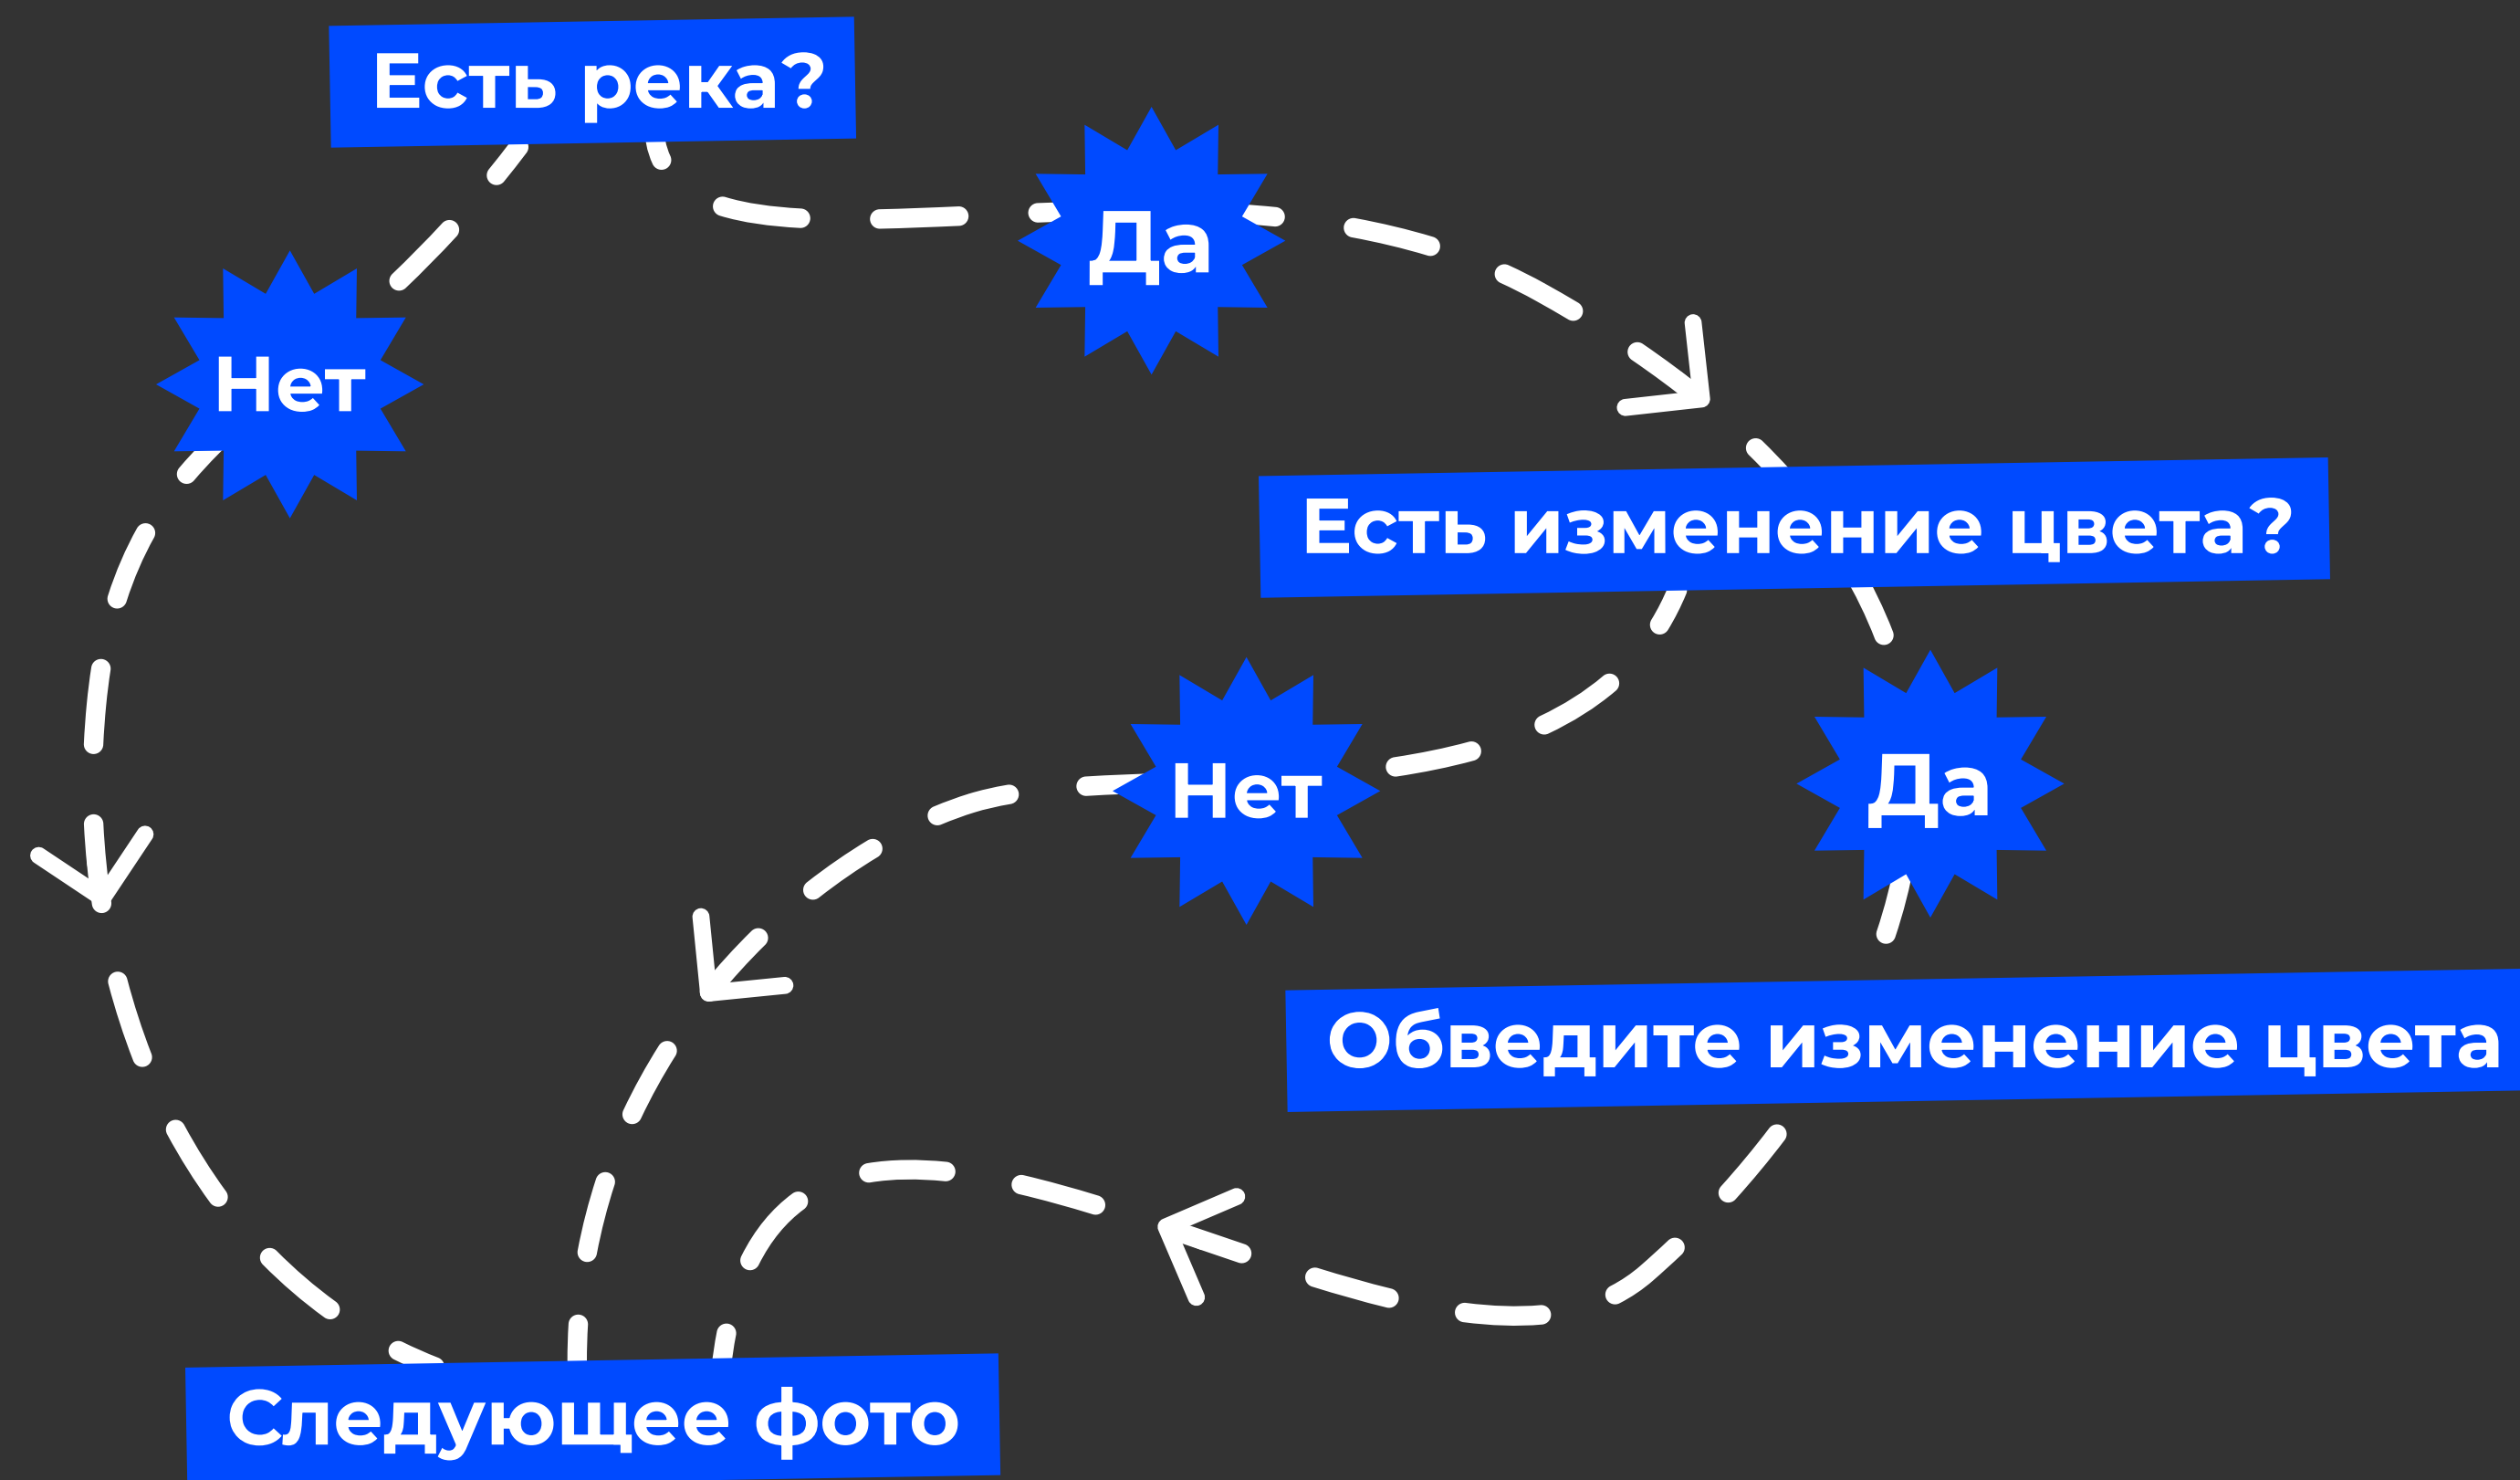 Есть река?
Да
Нет
Есть изменение цвета?
Нет
Да
Обведите изменение цвета
Следующее фото